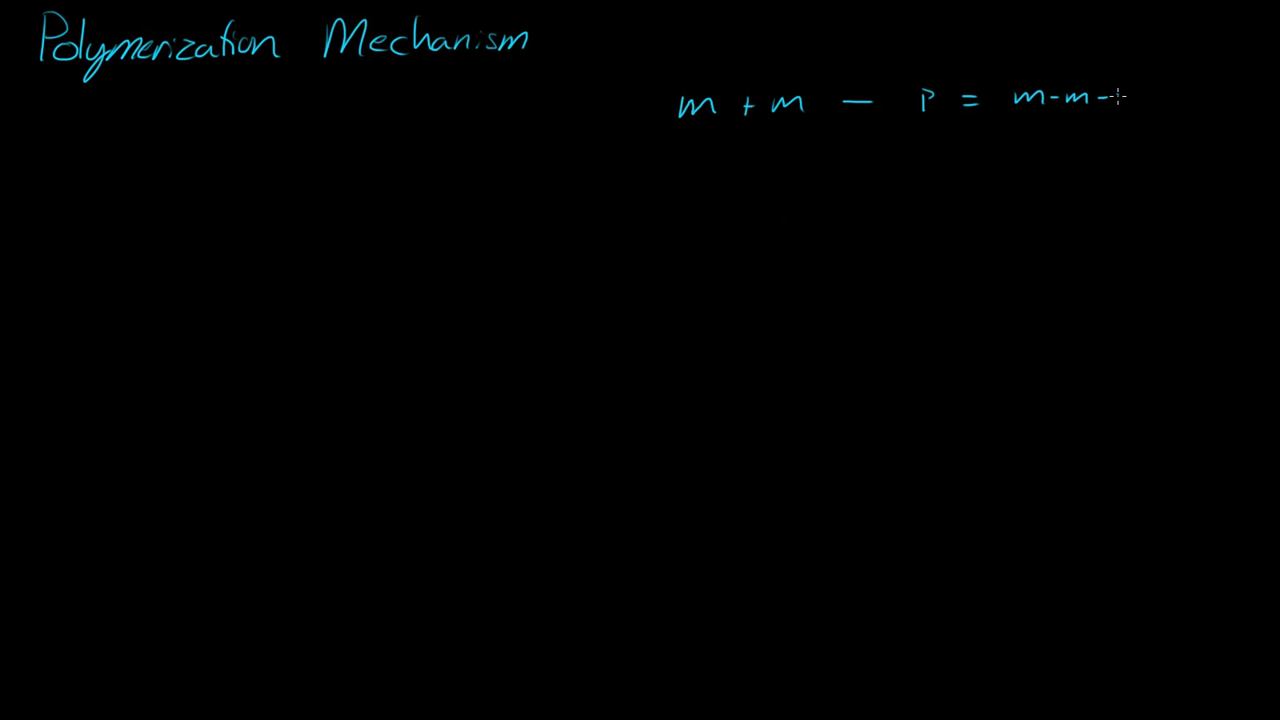 Polymerization Mechanism
m + m — P = m-m-